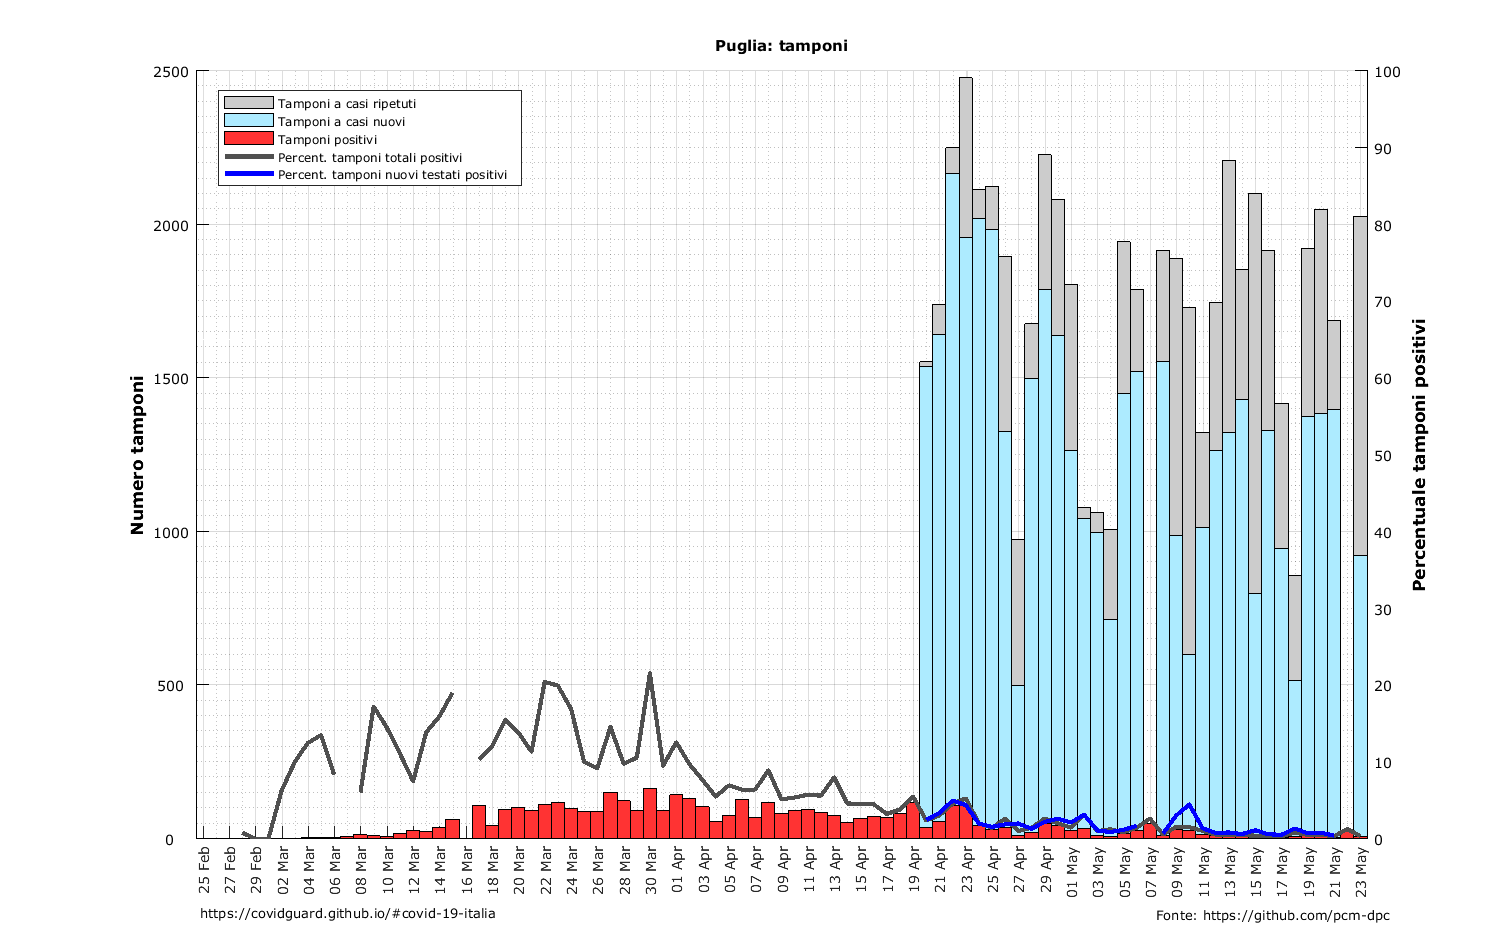 Puglia: tamponi
Tamponi a casi ripetuti
Tamponi a casi nuovi
Tamponi positivi
Percent. tamponi totali positivi
Percent. tamponi nuovi testati positivi
Numero tamponi
2500
2000
1500
1000
500
0
100
90
80
70
60
50
40
30
20
10
0
Percentuale tamponi positivi
25 Feb
27 Feb
29 Feb
02 Mar
04 Mar
06 Mar
08 Mar
10 Mar
12 Mar
14 Mar
16 Mar
18 Mar
20 Mar
22 Mar
24 Mar
26 Mar
28 Mar
30 Mar
01 Apr
03 Apr
05 Apr
07 Apr
09 Apr
11 Apr
13 Apr
15 Apr
17 Apr
19 Apr
21 Apr
23 Apr
25 Apr
27 Apr
29 Apr
01 May
03 May
05 May
07 May
09 May
11 May
13 May
15 May
17 May
19 May
21 May
23 May
https://covidguard.github.io/#covid-19-italia
Fonte: https://github.com/pcm-dpc